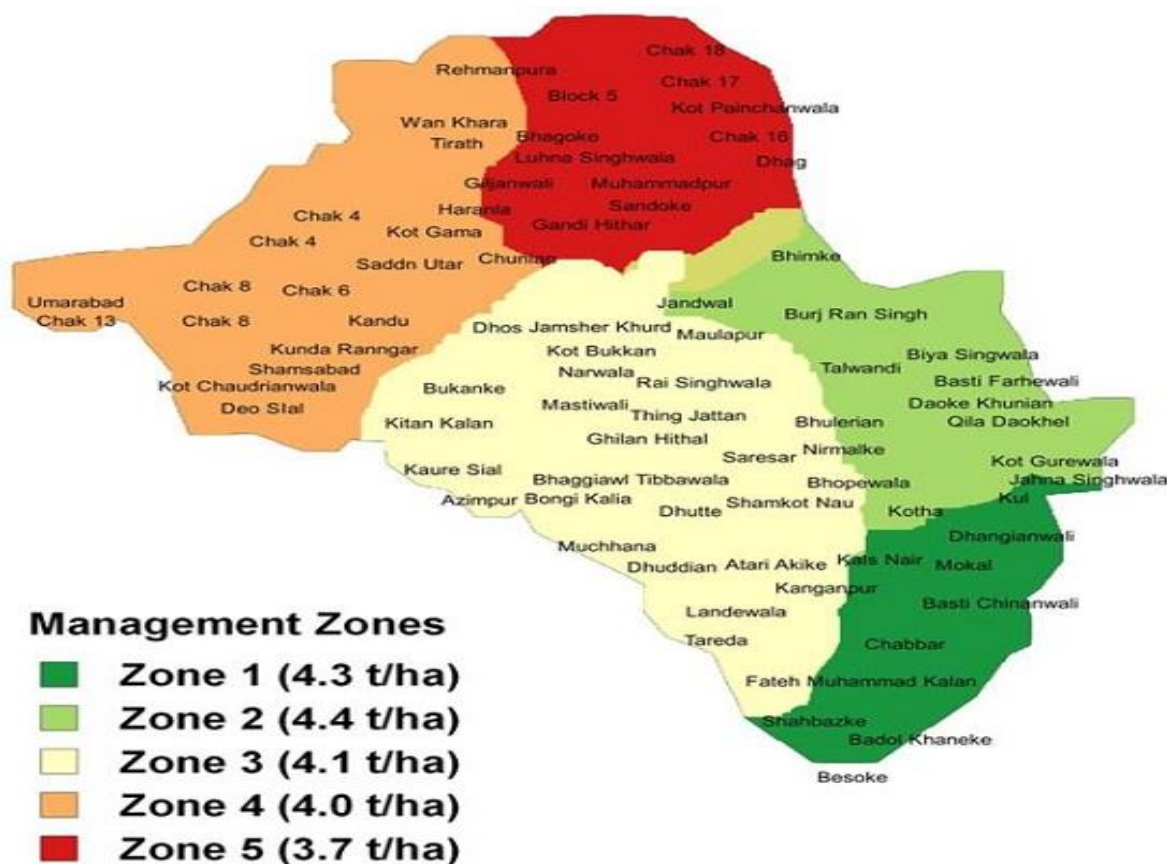 Chak 18
Rehmanpura
Chak 17
Block 5
Kot Painchanwala
Wan Khara
Bhagoke
Chak 16
Tirath
Luhna Singhwala
Dhag
Giljanwali
Muhammadpur
Harania
Sandoke
Chak 4
Gandi Hithar
Kot Gama
Chak 4
Saddn Utar
Chunian
Bhimke
Chak 8
Chak 6
Umarabad
Jandwal
Chak 13
Chak 8
Kandu
Dhos Jamsher Khurd
Maulapur
Burj Ran Singh
Kunda Ranngar
Kot Bukkan
Biya Singwala
Shamsabad
Narwala
Talwandi
Kot Chaudrianwala
Bukanke
Rai Singhwala
Basti Farhewali
Deo SIal
Mastiwali
Daoke Khunian
Kitan Kalan
Thing Jattan
Bhulerian
Qila Daokhel
Ghilan Hithal
Nirmalke
Saresar
Kot Gurewala
Kaure Sial
Bhaggiawl Tibbawala
Bhopewala
Jahna Singhwala
Azimpur
Bongi Kalia
Shamkot Nau
Kul
Dhutte
Kotha
Dhangianwali
Muchhana
Dhuddian
Atari Akike
Kals Nair
Mokal
Kanganpur
Basti Chinanwali
Landewala
Tareda
Chabbar
Fateh Muhammad Kalan
Shahbazke
Badol Khaneke
Besoke
Management Zones
Zone 1 (4.3 t/ha)
Zone 2 (4.4 t/ha)
Zone 3 (4.1 t/ha)
Zone 4 (4.0 t/ha)
Zone 5 (3.7 t/ha)